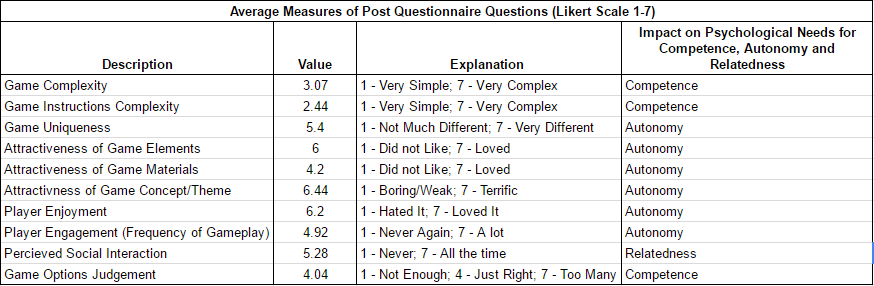 Average Measures of Post Questionnaire Questions (Likert Scale 1-7)
Description Value Explanation Impact on Psychological Needs for Competence, Autonomy and Relatedness
Game Complexity 3.07 1 - Very Simple; 7 - Very Complex Competence
Game Instructions Complexity 2.44 1 - Very Simple; 7 - Very Complex Competence
Game Uniqueness 5.4 1 - Not Much Different; 7 - Very Different Autonomy
Attractiveness of Game Elements 6 1 - Did not Like; 7 - Loved Autonomy
Attractiveness of Game Materials 4.2 1 - Did not Like; 7 - Loved Autonomy
Attractivness of Game Concept/Theme 6.44 1 - Boring/Weak; 7 - Terrific Autonomy
Player Enjoyment 6.2 1 - Hated It; 7 - Loved It Autonomy
Player Engagement (Frequency of Gameplay) 4.92 1 - Never Again; 7 - A lot Autonomy
Percieved Social Interaction 5.28 1 - Never; 7 - All the time Relatedness
Game Options Judgement 4.04 1 - Not Enough; 4 - Just Right; 7 - Too Many Competence